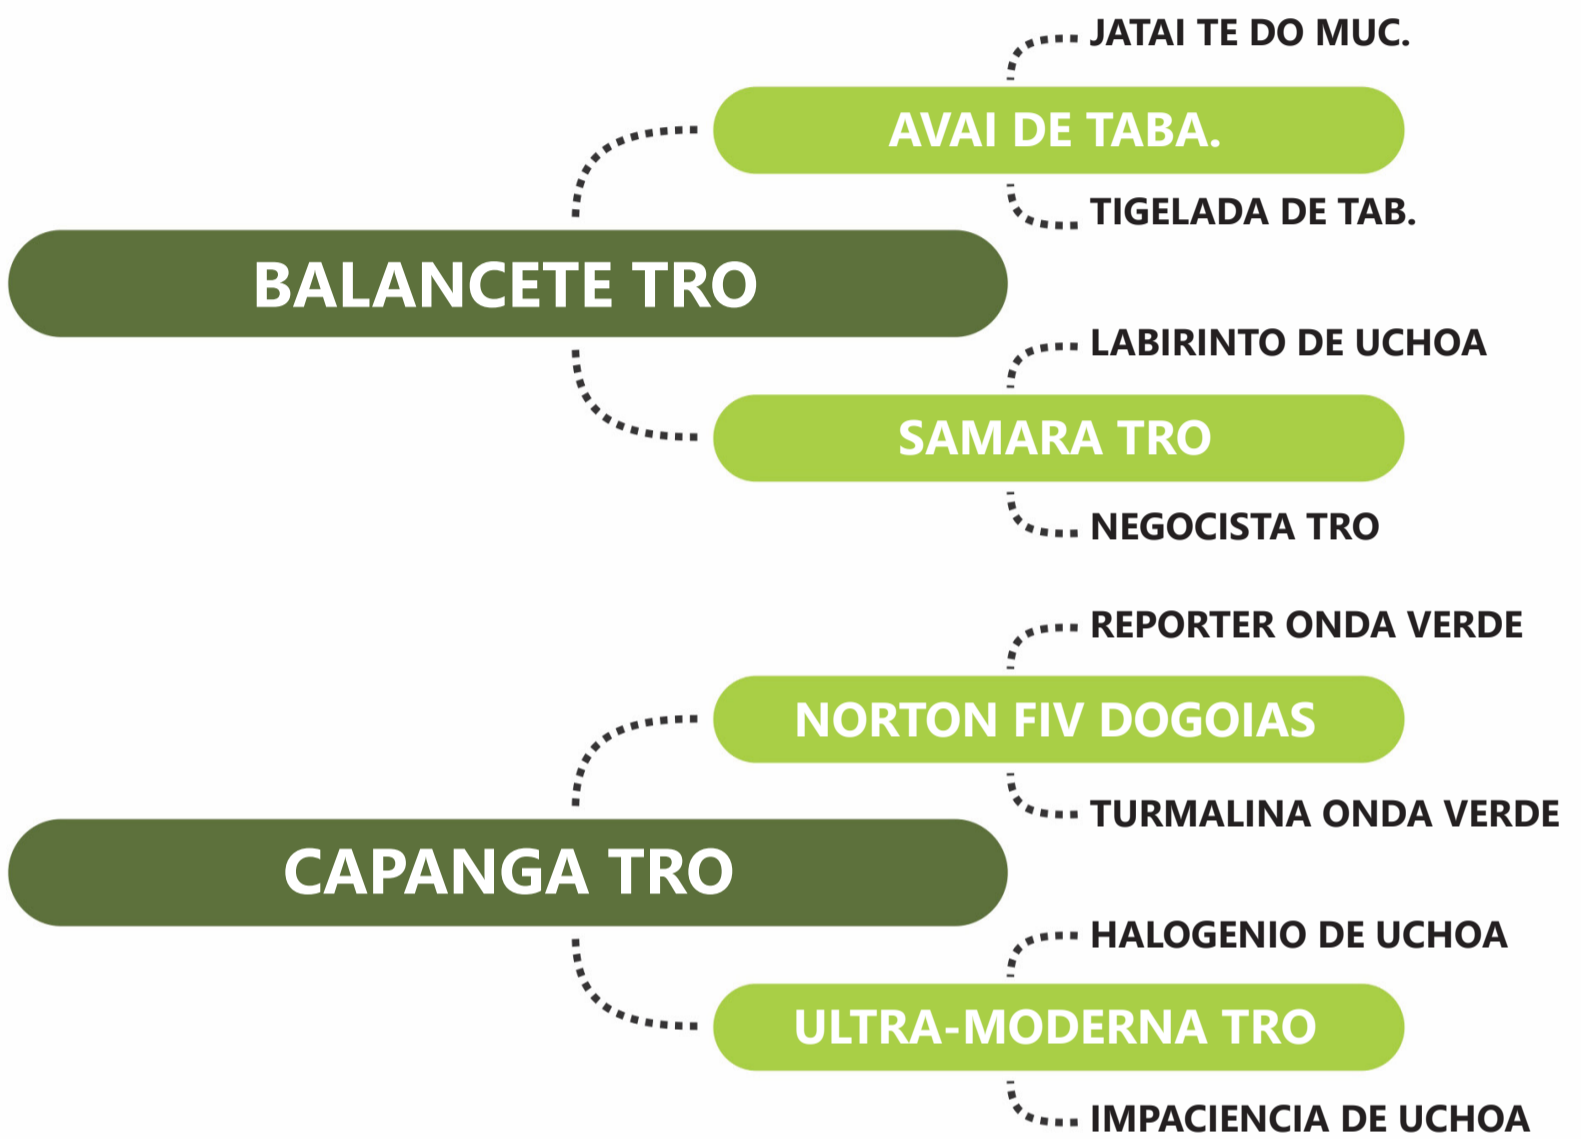 JATAI TE DO MUC.
AVAI DE TABA.
TIGELADA DE TAB.
BALANCETE TRO
LABIRINTO DE UCHOA
SAMARA TRO
NEGOCISTA TRO
REPORTER ONDA VERDE
NORTON FIV DOGOIAS
TURMALINA ONDA VERDE
CAPANGA TRO
HALOGENIO DE UCHOA
ULTRA-MODERNA TRO
IMPACIENCIA DE UCHOA